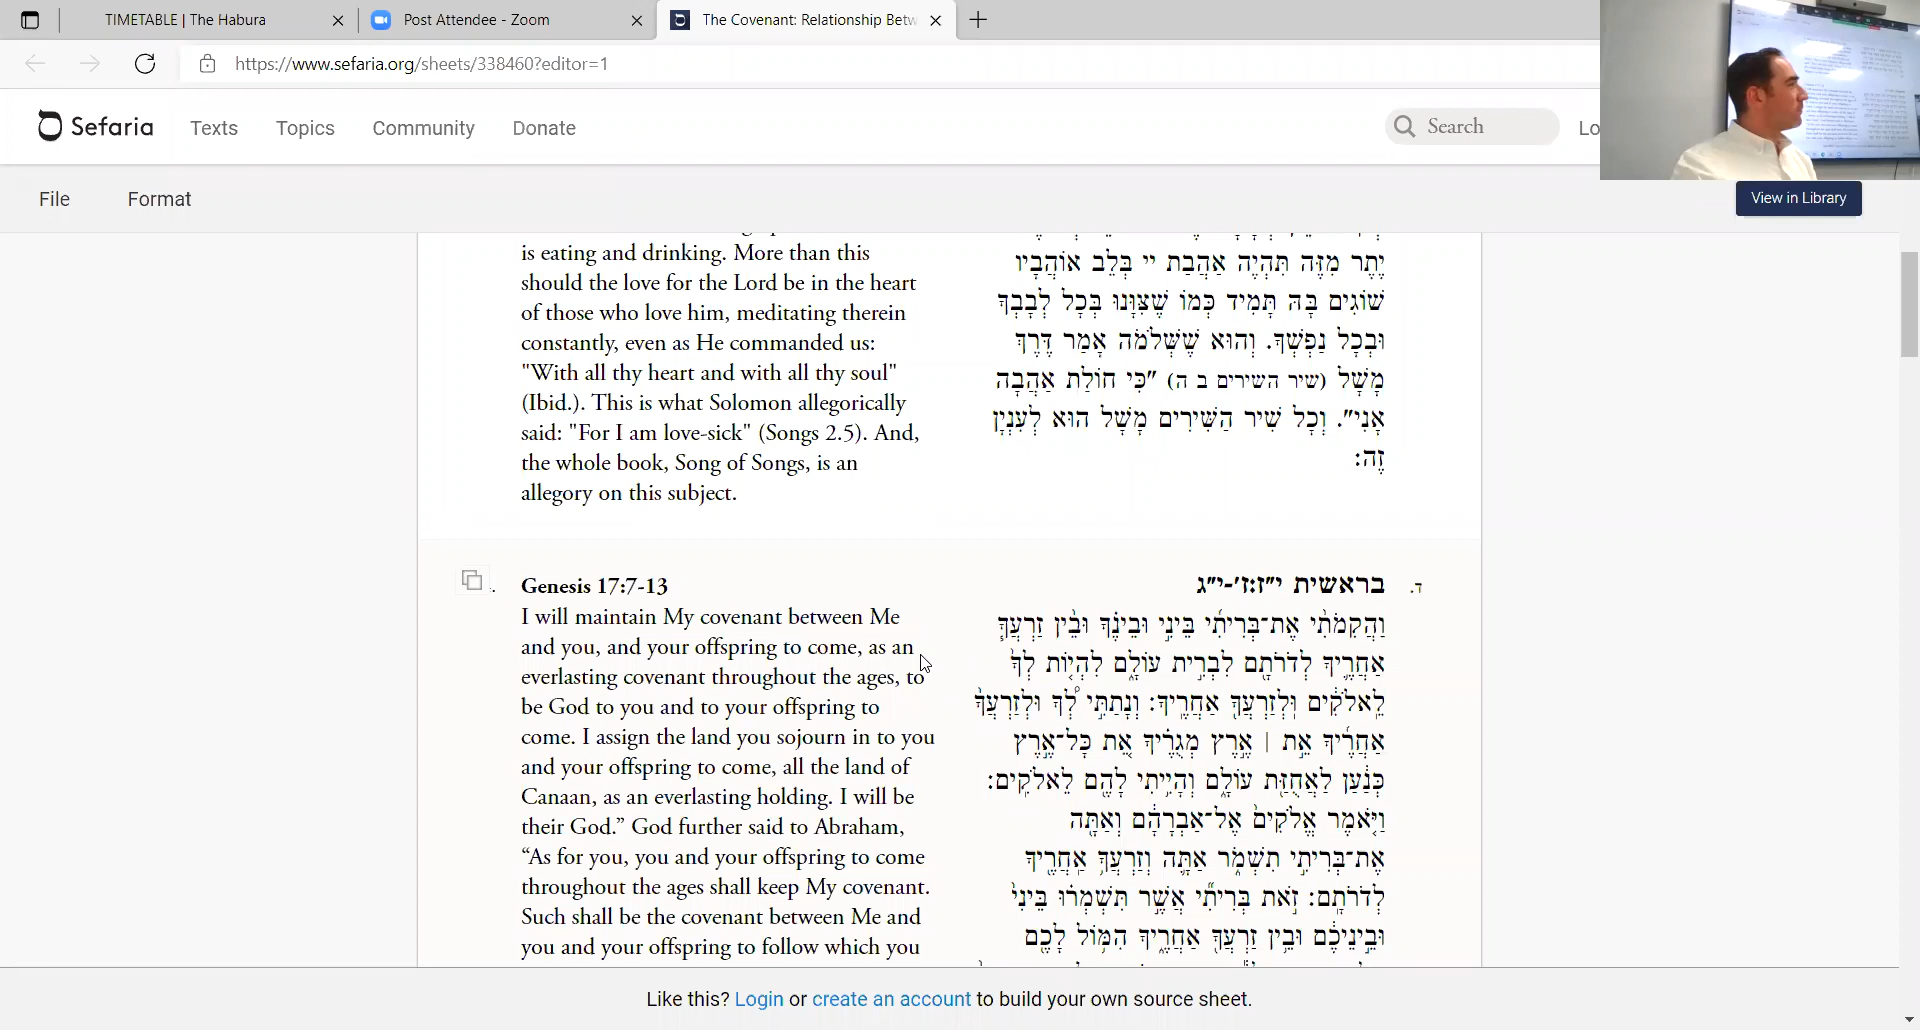 TIMETABLE | The Habura
Post Attendee - Zoom
The Covenant: Relationship Betw
https://www.sefaria.org/sheets/338460?editor=1
Sefaria
Texts
Topics
Community
Donate
Search
Lo
View in Library
File
Format
is eating and drinking. More than this
should the love for the Lord be in the heart
of those who love him, meditating therein
constantly, even as He commanded us:
"With all thy heart and with all thy soul"
(Ibid.). This is what Solomon allegorically
said: "For I am love-sick" (Songs 2.5). And,
the whole book, Song of Songs, is an
allegory on this subject.
יֶתֶר מִזֶּה תִּהְיֶה אַהֲבַת יי בְּלֵב אוֹהֲבָיו
שׁוֹגִים בָּהּ תָּמִיד כְּמוֹ שֶׁצִּוָּנוּ בְּכָל לְבָבְךָ
וּבְכָל נַפְשְׁךָ. וְהוּא שֶׁשְּׁלֹמֹה אָמַר דֶּרֶךְ
מָשָׁל (שיר השירים ב ה) "כִּי חוֹלַת אַהֲבָה
אָנִי". וְכָל שִׁיר הַשִּׁירִים מָשָׁל הוּא לְעִנְיָן
זֶה:
Genesis 17:7-13
I will maintain My covenant between Me
and you, and your offspring to come, as an
everlasting covenant throughout the ages, to
be God to you and to your offspring to
come. I assign the land you sojourn in to you
and your offspring to come, all the land of
Canaan, as an everlasting holding. I will be
their God.” God further said to Abraham,
“As for you, you and your offspring to come
throughout the ages shall keep My covenant.
Such shall be the covenant between Me and
you and your offspring to follow which you
ד.
בראשית י״ז:ז׳-י״ג
וַהֲקִמֹתִ֨י אֶת־בְּרִיתִ֜י בֵּינִ֣י וּבֵינֶ֗ךָ וּבֵ֨ין זַרְעֲךָ֧
אַחֲרֶ֛יךָ לְדֹרֹתָ֖ם לִבְרִ֣ית עוֹלָ֑ם לִהְי֤וֹת לְךָ֙
לֵֽאלֹקִ֔ים וּֽלְזַרְעֲךָ֖ אַחֲרֶֽיךָ׃ וְנָתַתִּ֣י לְ֠ךָ וּלְזַרְעֲךָ֨
אַחֲרֶ֜יךָ אֵ֣ת ׀ אֶ֣רֶץ מְגֻרֶ֗יךָ אֵ֚ת כׇּל־אֶ֣רֶץ
כְּנַ֔עַן לַאֲחֻזַּ֖ת עוֹלָ֑ם וְהָיִ֥יתִי לָהֶ֖ם לֵאלֹקִֽים׃
וַיֹּ֤אמֶר אֱלֹקִים֙ אֶל־אַבְרָהָ֔ם וְאַתָּ֖ה
אֶת־בְּרִיתִ֣י תִשְׁמֹ֑ר אַתָּ֛ה וְזַרְעֲךָ֥ אַֽחֲרֶ֖יךָ
לְדֹרֹתָֽם׃ זֹ֣את בְּרִיתִ֞י אֲשֶׁ֣ר תִּשְׁמְר֗וּ בֵּינִי֙
וּבֵ֣ינֵיכֶ֔ם וּבֵ֥ין זַרְעֲךָ֖ אַחֲרֶ֑יךָ הִמּ֥וֹל לָכֶ֖ם
Like this? Login or create an account to build your own source sheet.